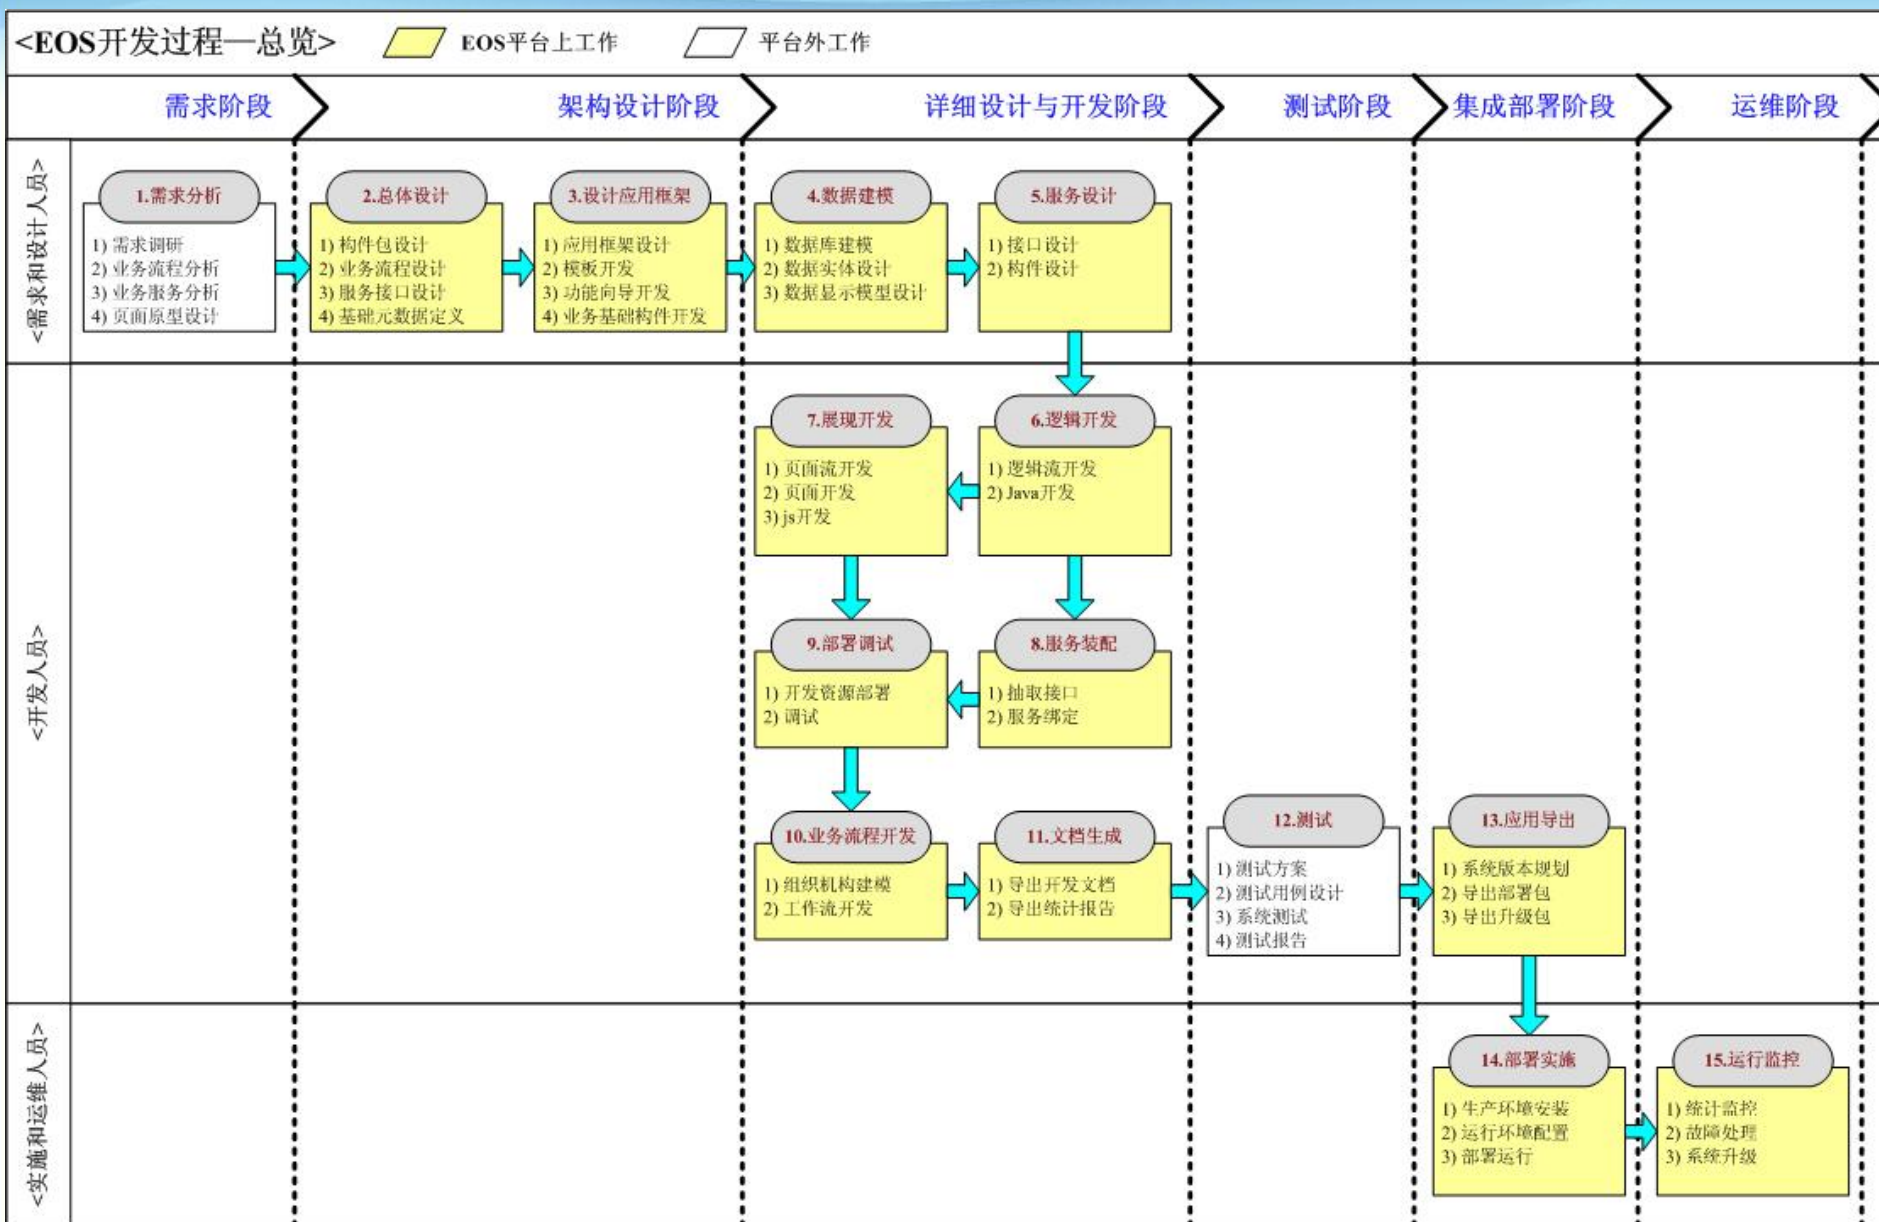 <EOS开发过程—总览>
EOS平台上工作
平台外工作
需求阶段
架构设计阶段
详细设计与开发阶段
测试阶段
集成部署阶段
运维阶段
<需求和设计人员>
1.需求分析
1) 需求调研
2) 业务流程分析
3) 业务服务分析
4) 页面原型设计
2.总体设计
1) 构件包设计
2) 业务流程设计
3) 服务接口设计
4) 基础元数据定义
3.设计应用框架
1) 应用框架设计
2) 模板开发
3) 功能向导开发
4) 业务基础构件开发
4.数据建模
1) 数据库建模
2) 数据实体设计
3) 数据显示模型设计
5.服务设计
1) 接口设计
2) 构件设计
<开发人员>
7.展现开发
1) 页面流开发
2) 页面开发
3) js开发
6.逻辑开发
1) 逻辑流开发
2) Java开发
9.部署调试
1) 开发资源部署
2) 调试
8.服务装配
1) 抽取接口
2) 服务绑定
10.业务流程开发
1) 组织机构建模
2) 工作流开发
11.文档生成
1) 导出开发文档
2) 导出统计报告
12.测试
1) 测试方案
2) 测试用例设计
3) 系统测试
4) 测试报告
13.应用导出
1) 系统版本规划
2) 导出部署包
3) 导出升级包
<实施和运维人员>
14.部署实施
1) 生产环境安装
2) 运行环境配置
3) 部署运行
15.运行监控
1) 统计监控
2) 故障处理
3) 系统升级